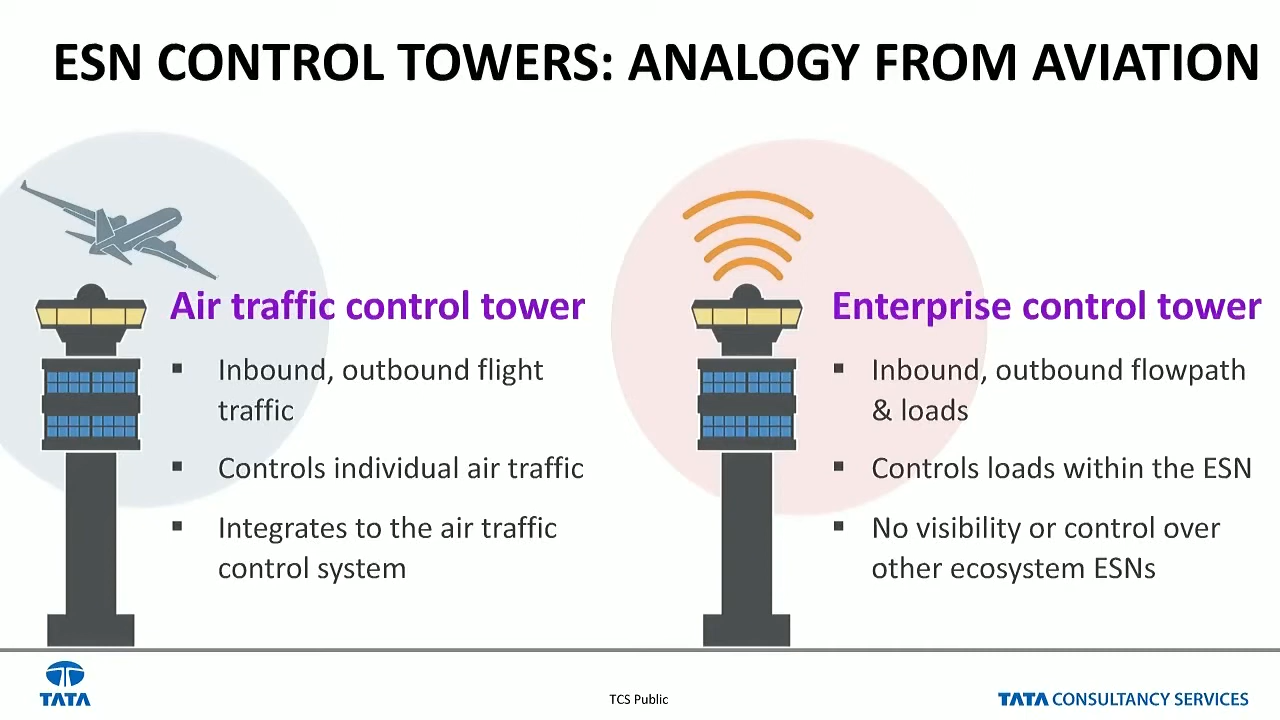 ESN CONTROL TOWERS: ANALOGY FROM AVIATION
Air traffic control tower
▪ Inbound, outbound flight
traffic
▪ Controls individual air traffic
▪ Integrates to the air traffic
control system
Enterprise control tower
▪ Inbound, outbound flowpath
& loads
▪ Controls loads within the ESN
▪ No visibility or control over
other ecosystem ESNs
TATA
TCS Public
TATA CONSULTANCY SERVICES